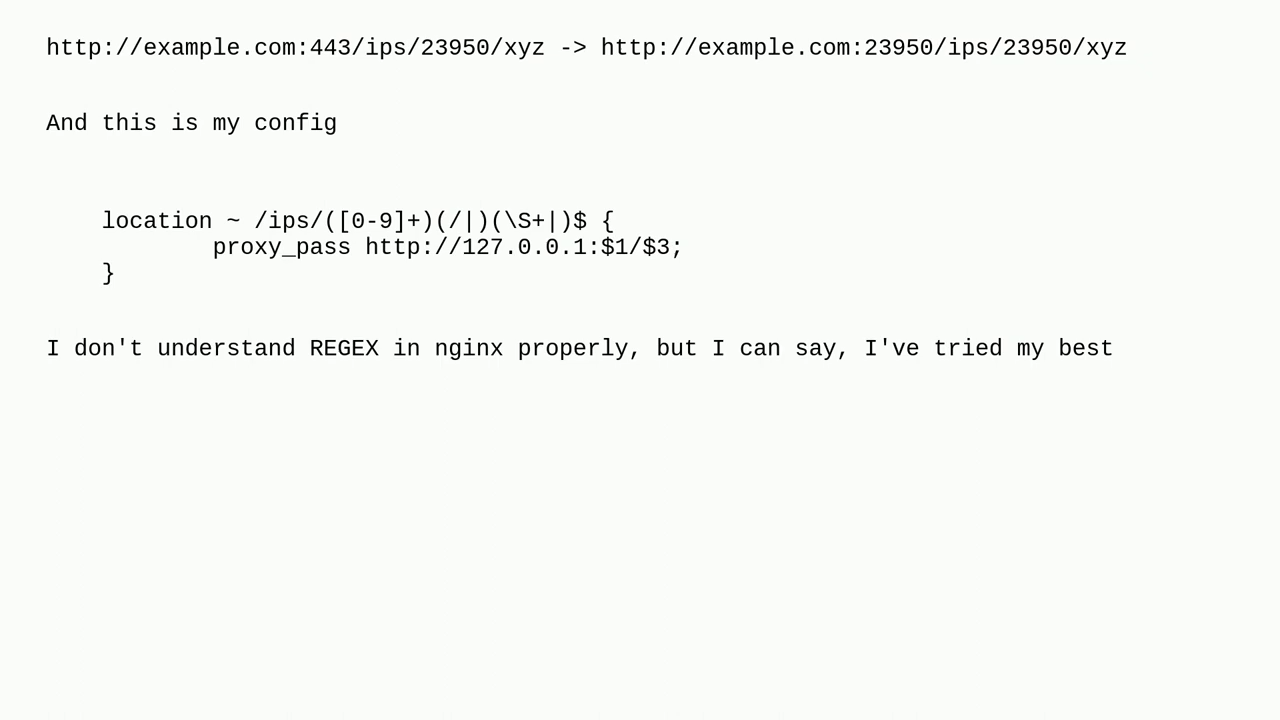 http://example.com:443/ips/23950/xyz -> http://example.com:23950/ips/23950/xyz
And this is my config
location ~ /ips/([0-9]+)(/|)(\S+|)$ {
proxy_pass http://127.0.0.1:$1/$3;
}
I don't understand REGEX in nginx properly, but I can say, I've tried my best